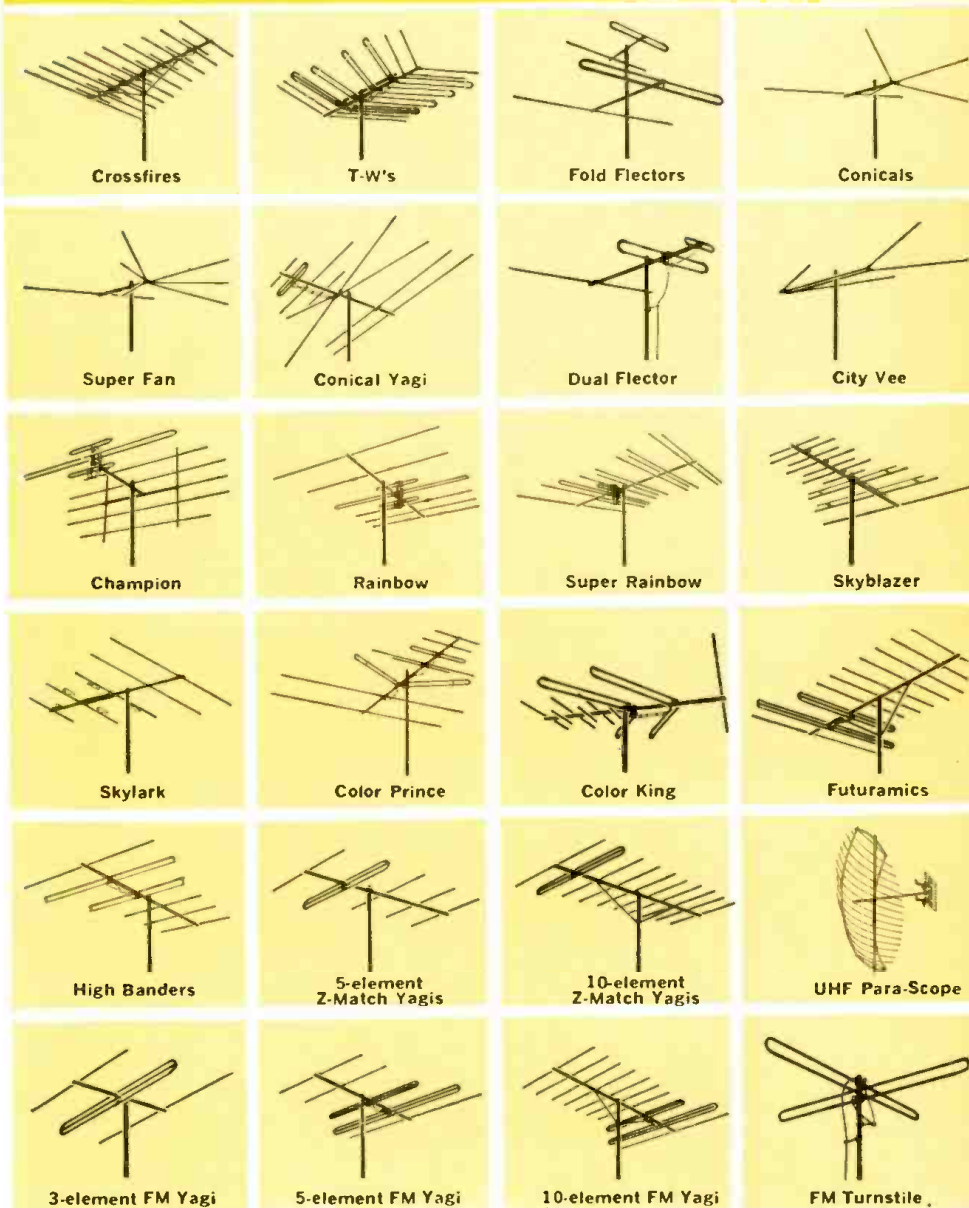 Crossfires
T-W's
Fold Flectors
Conicals
Super Fan
Conical Yagi
Dual Flector
City Vee
Champion
Rainbow
Super Rainbow
Skyblazer
Skylark
Color Prince
Color King
Futuramics
High Banders
5-element
Z-Match Yagis
10-element
Z-Match Yagis
UHF Para-Scope
3-element FM Yagi
5-element FM Yagi
10-element FM Yagi
FM Turnstile